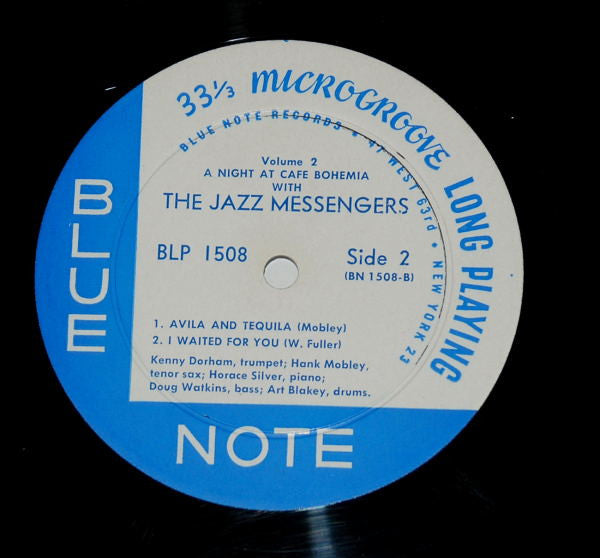 33⅓ MICROGROOVE LONG PLAYING
BLUE NOTE RECORDS • 47 WEST 63rd • NEW YORK 23
Volume 2
A NIGHT AT CAFE BOHEMIA
WITH
THE JAZZ MESSENGERS
BLP 1508
Side 2
(BN 1508-B)
1. AVILA AND TEQUILA (Mobley)
2. I WAITED FOR YOU (W. Fuller)
Kenny Dorham, trumpet; Hank Mobley,
tenor sax; Horace Silver, piano;
Doug Watkins, bass; Art Blakey, drums.
BLUE
NOTE